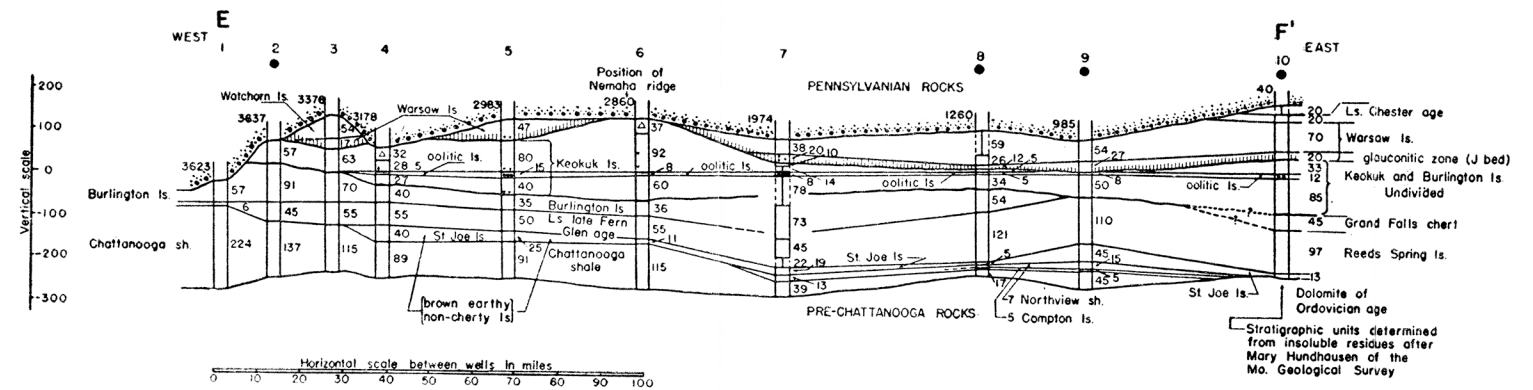 E
F'
WEST
EAST
1
2
3
4
5
6
7
8
9
10
Position of
Nemaha ridge
PENNSYLVANIAN ROCKS
Watchorn ls.
Warsaw ls
3623
3637
3376
3178
2983
2860
1974
1260
985
40
Vertical scale
200
100
0
-100
-200
-300
Burlington ls.
Chattanooga sh.
57
6
224
57
91
45
137
54
17.0
63
70
55
115
32
28 5
27
40
55
40
89
47
80
15
40
35
50
25
91
37
92
8
60
36
55
11
115
38 20 10
8 14
78
73
45
22 19
13
39
59
26 12 5
5
34
54
121
5
17
54
27
8
50
110
45
15
45 5
oolitic ls.
oolitic ls.
oolitic ls
oolitic ls.
Keokuk ls.
Burlington ls
Ls late Fern
Glen age
St Joe ls.
Chattanooga
shale
St. Joe ls.
St Joe ls.
brown earthy
non-cherty ls
7 Northview sh.
5 Compton ls.
PRE-CHATTANOOGA ROCKS
20 Ls. Chester age
20
70 Warsaw ls.
20 glauconitic zone (J bed)
33
12 Keokuk and Burlington ls.
Undivided
85
45 Grand Falls chert
97 Reeds Spring ls.
13
Dolomite of
Ordovician age
Stratigraphic units determined
from insoluble residues after
Mary Hundhausen of the
Mo. Geological Survey
Horizontal scale between wells in miles
0 10 20 30 40 50 60 70 80 90 100